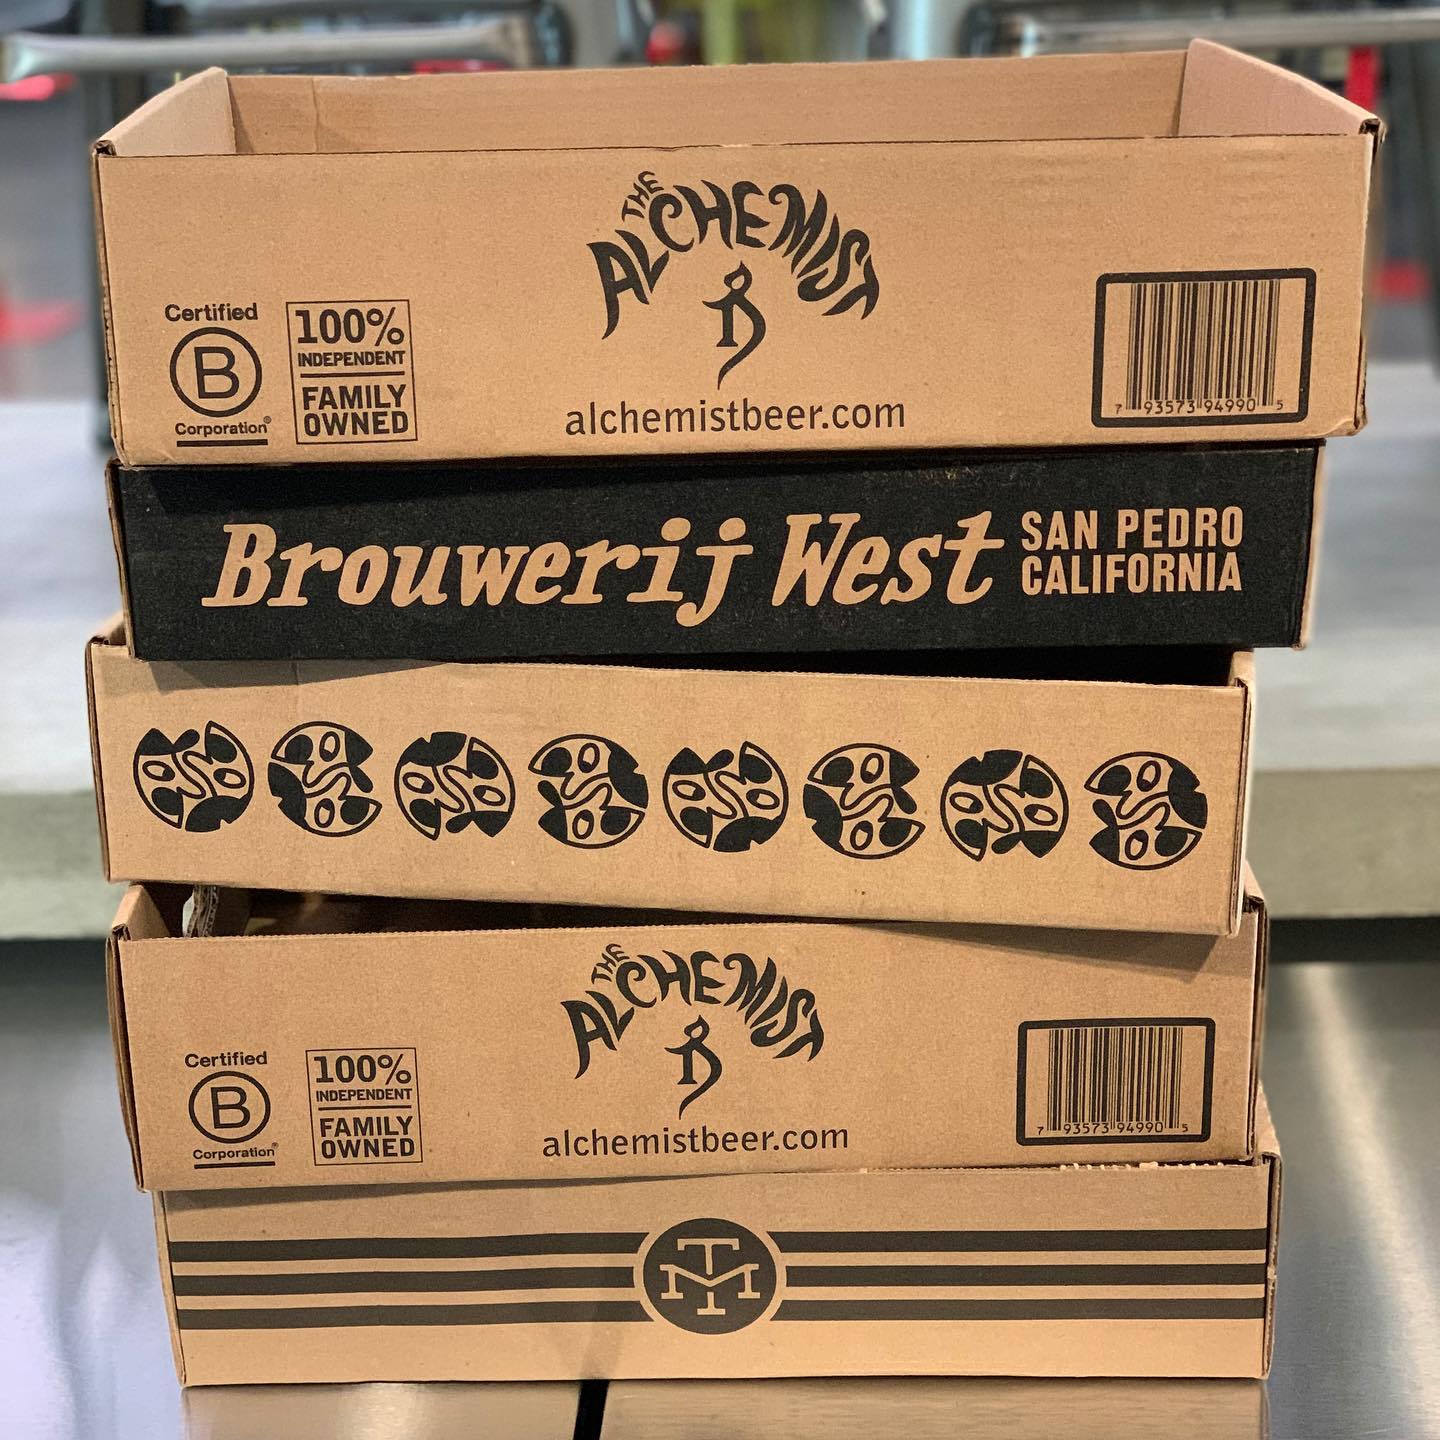 THE
ALCHEMIST
Certified
B
Corporation®
100%
INDEPENDENT
FAMILY
OWNED
alchemistbeer.com
7 93573 94990 5
Brouwerij West SAN PEDRO
CALIFORNIA
THE
ALCHEMIST
Certified
B
Corporation®
100%
INDEPENDENT
FAMILY
OWNED
alchemistbeer.com
7 93573 94990 5
TM